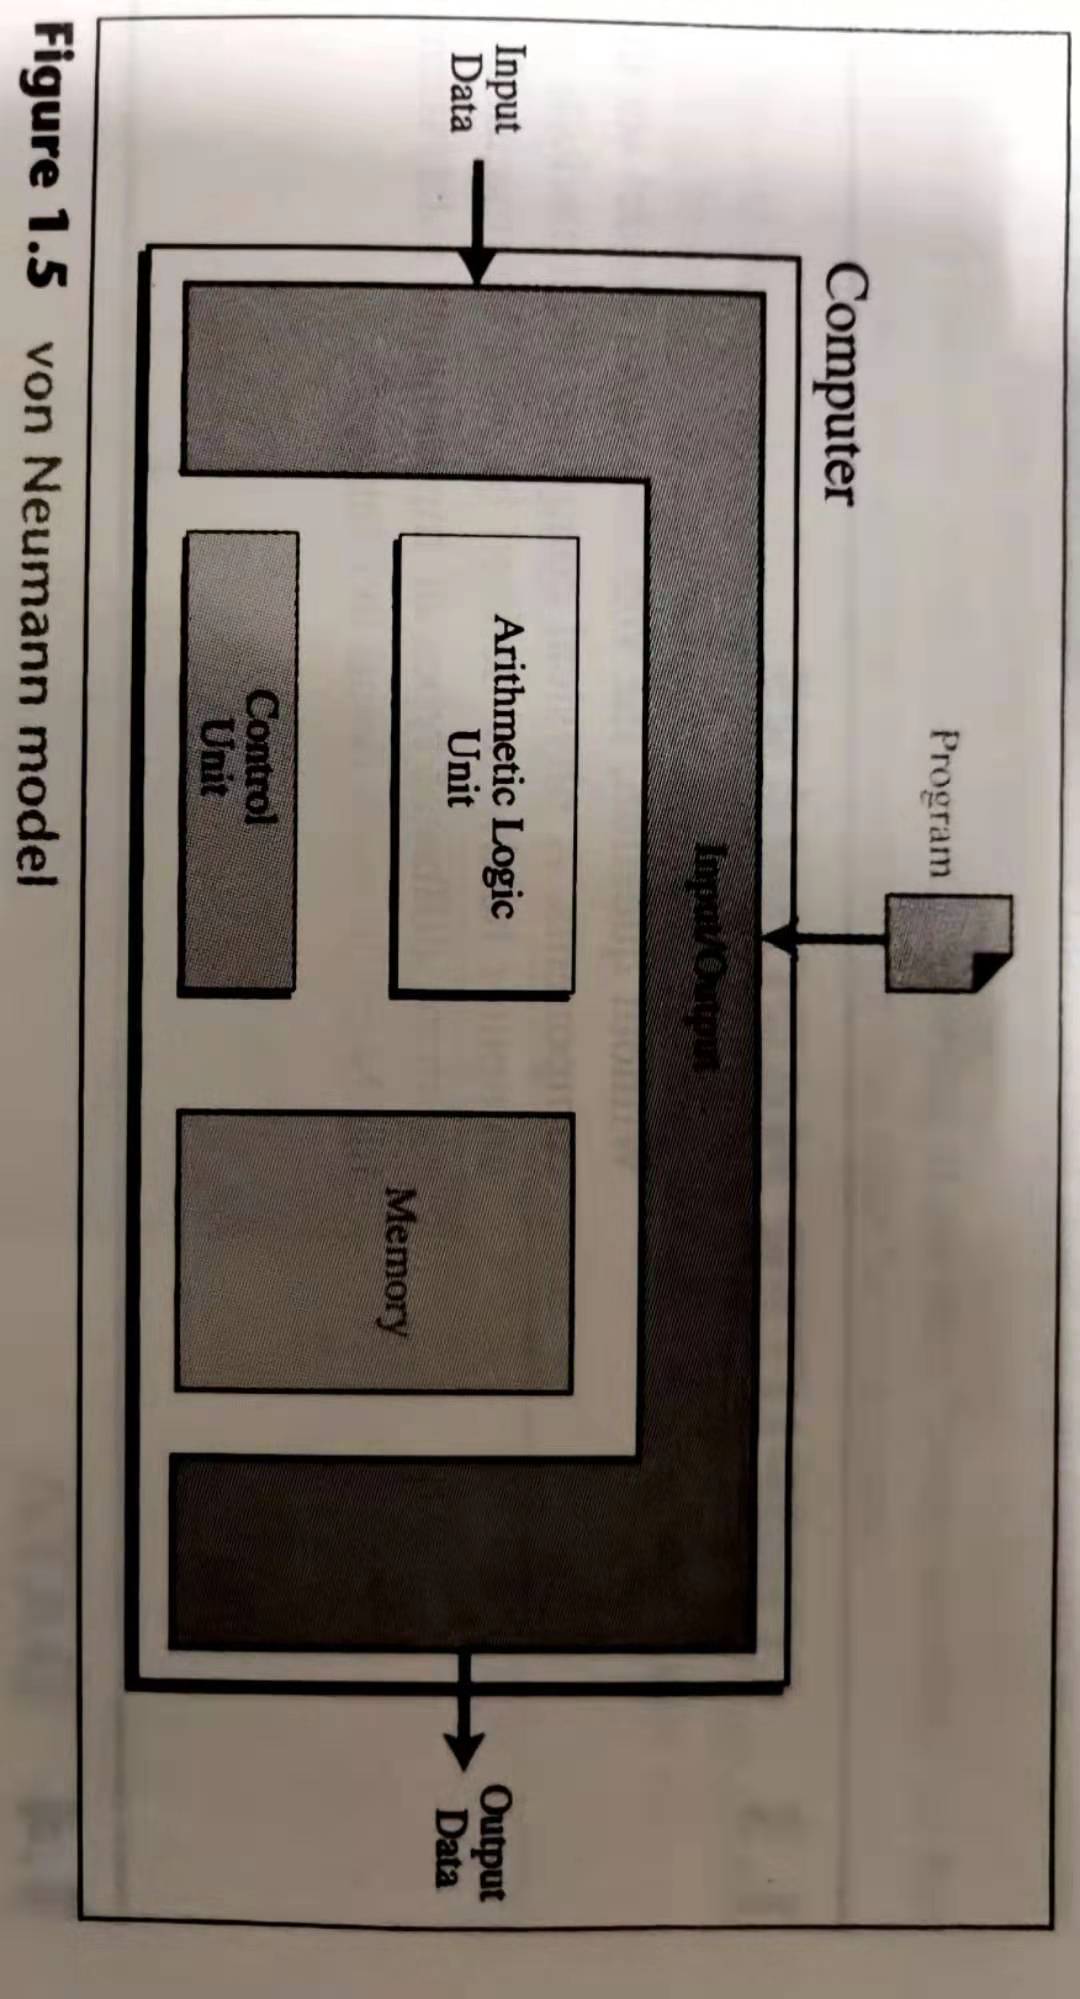 Program
Computer
Input/Output
Arithmetic Logic
Unit
Input
Data
Output
Data
Memory
Control
Unit
Figure 1.5 von Neumann model